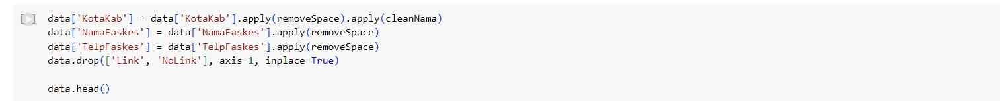 data['KotaKab'] = data['KotaKab'].apply(removeSpace).apply(cleanNama)
data['NamaFaskes'] = data['NamaFaskes'].apply(removeSpace)
data['TelpFaskes'] = data['TelpFaskes'].apply(removeSpace)
data.drop(['Link', 'NoLink'], axis=1, inplace=True)

data.head()